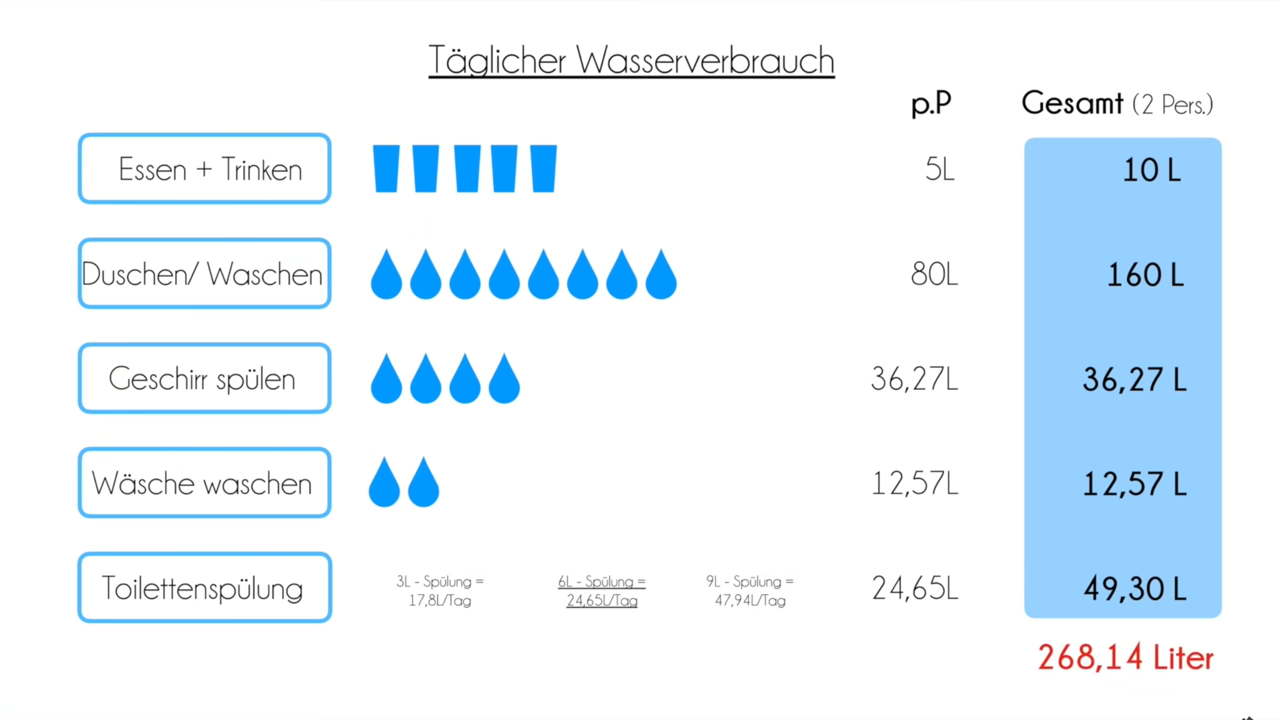 Täglicher Wasserverbrauch
p.P Gesamt (2 Pers.)
Essen + Trinken 5L 10 L
Duschen/ Waschen 80L 160 L
Geschirr spülen 36,27L 36,27 L
Wäsche waschen 12,57L 12,57 L
Toilettenspülung 3L - Spülung = 6L - Spülung = 9L - Spülung = 24,65L 49,30 L
17,8L/Tag 24,65L/Tag 47,94L/Tag
268,14 Liter